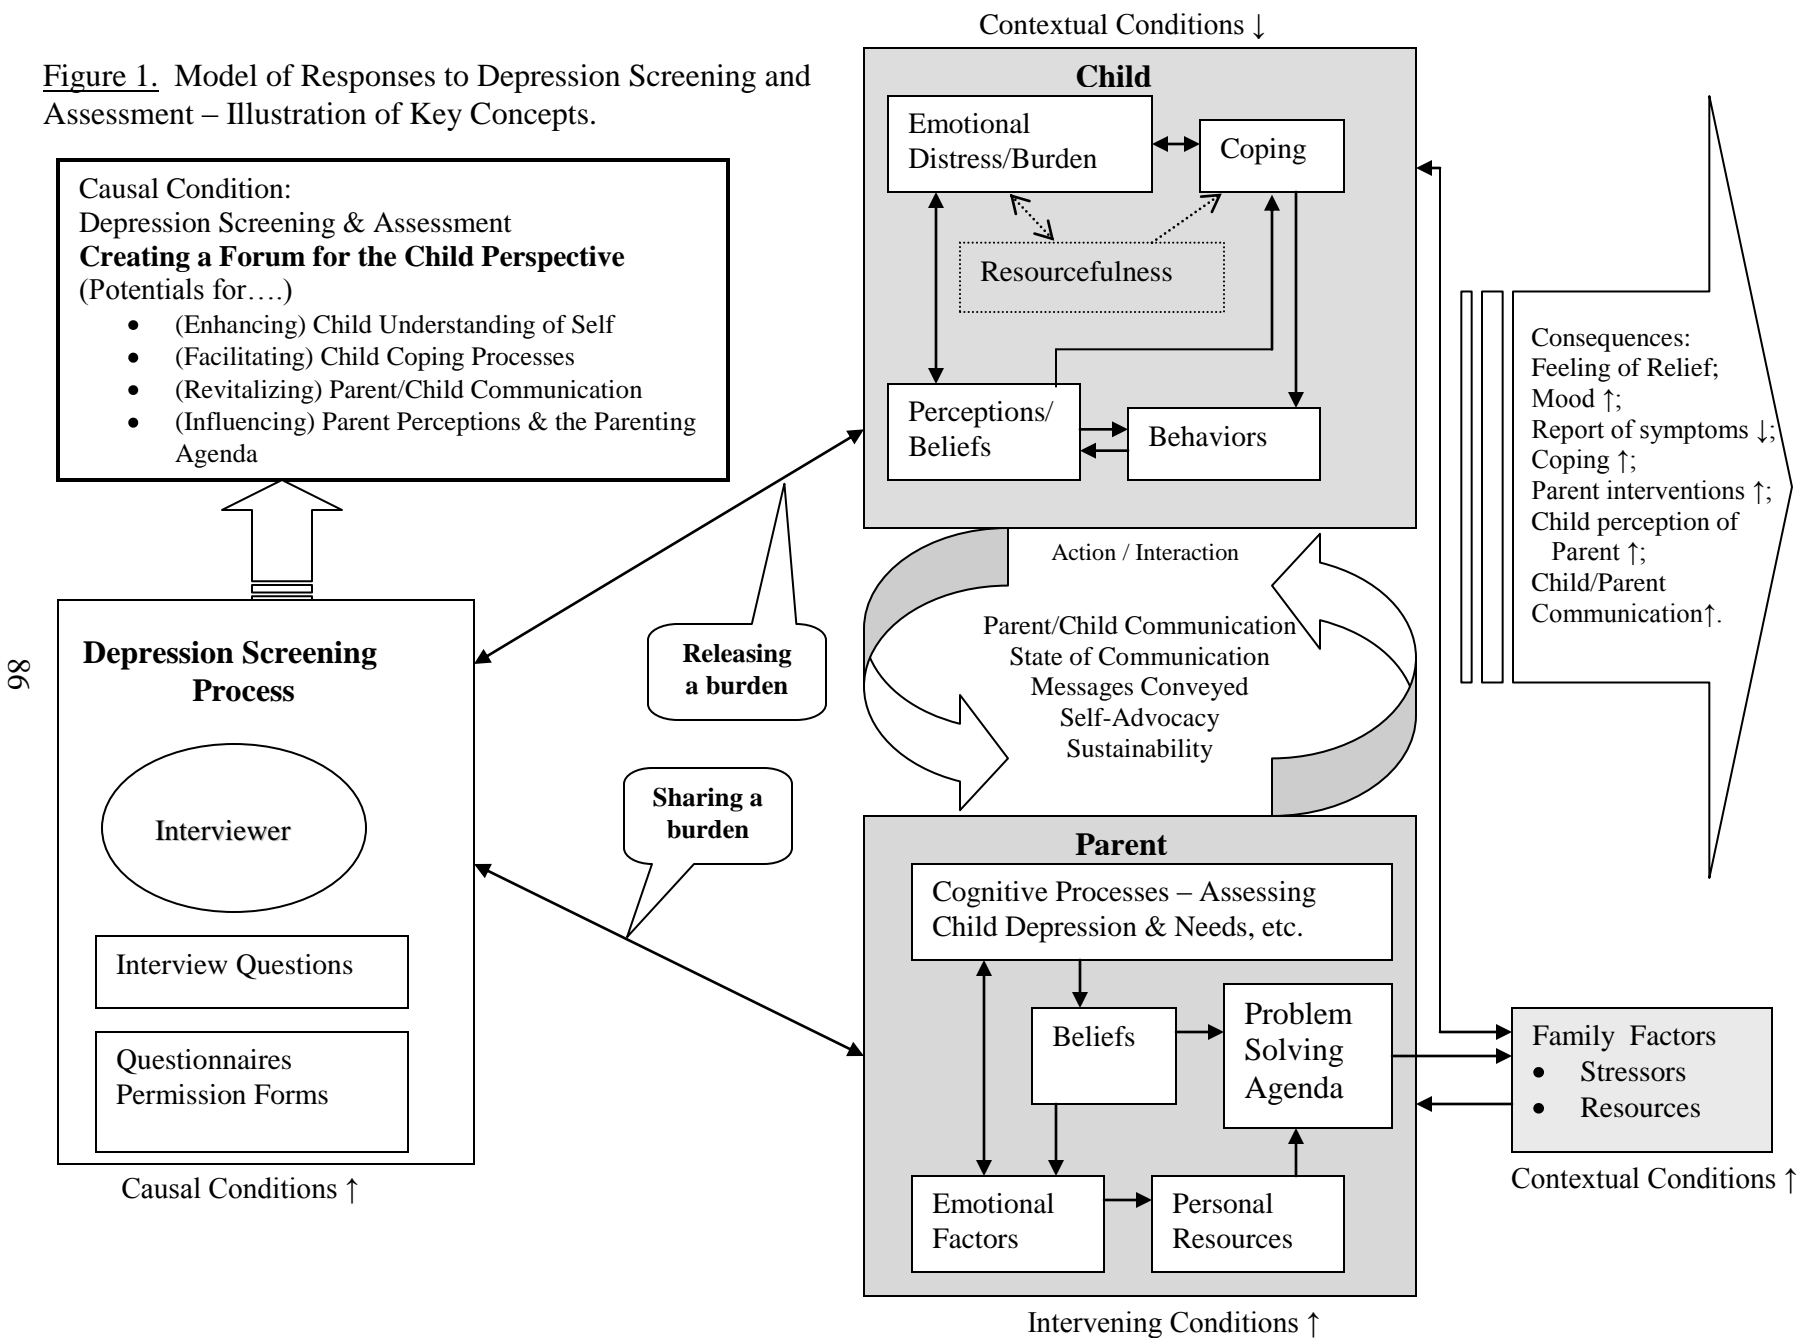 Figure 1.  Model of Responses to Depression Screening and
Assessment – Illustration of Key Concepts.
Causal Condition:
Depression Screening & Assessment
Creating a Forum for the Child Perspective
(Potentials for….)
• (Enhancing) Child Understanding of Self
• (Facilitating) Child Coping Processes
• (Revitalizing) Parent/Child Communication
• (Influencing) Parent Perceptions & the Parenting
Agenda
Depression Screening
Process
Interviewer
Interview Questions
Questionnaires
Permission Forms
Causal Conditions ↑
98
Releasing
a burden
Sharing a
burden
Contextual Conditions ↓
Child
Emotional
Distress/Burden
Coping
Resourcefulness
Perceptions/
Beliefs
Behaviors
Action / Interaction
Parent/Child Communication
State of Communication
Messages Conveyed
Self-Advocacy
Sustainability
Parent
Cognitive Processes – Assessing
Child Depression & Needs, etc.
Beliefs
Problem
Solving
Agenda
Emotional
Factors
Personal
Resources
Intervening Conditions ↑
Consequences:
Feeling of Relief;
Mood ↑;
Report of symptoms ↓;
Coping ↑;
Parent interventions ↑;
Child perception of
Parent ↑;
Child/Parent
Communication↑.
Family  Factors
• Stressors
• Resources
Contextual Conditions ↑